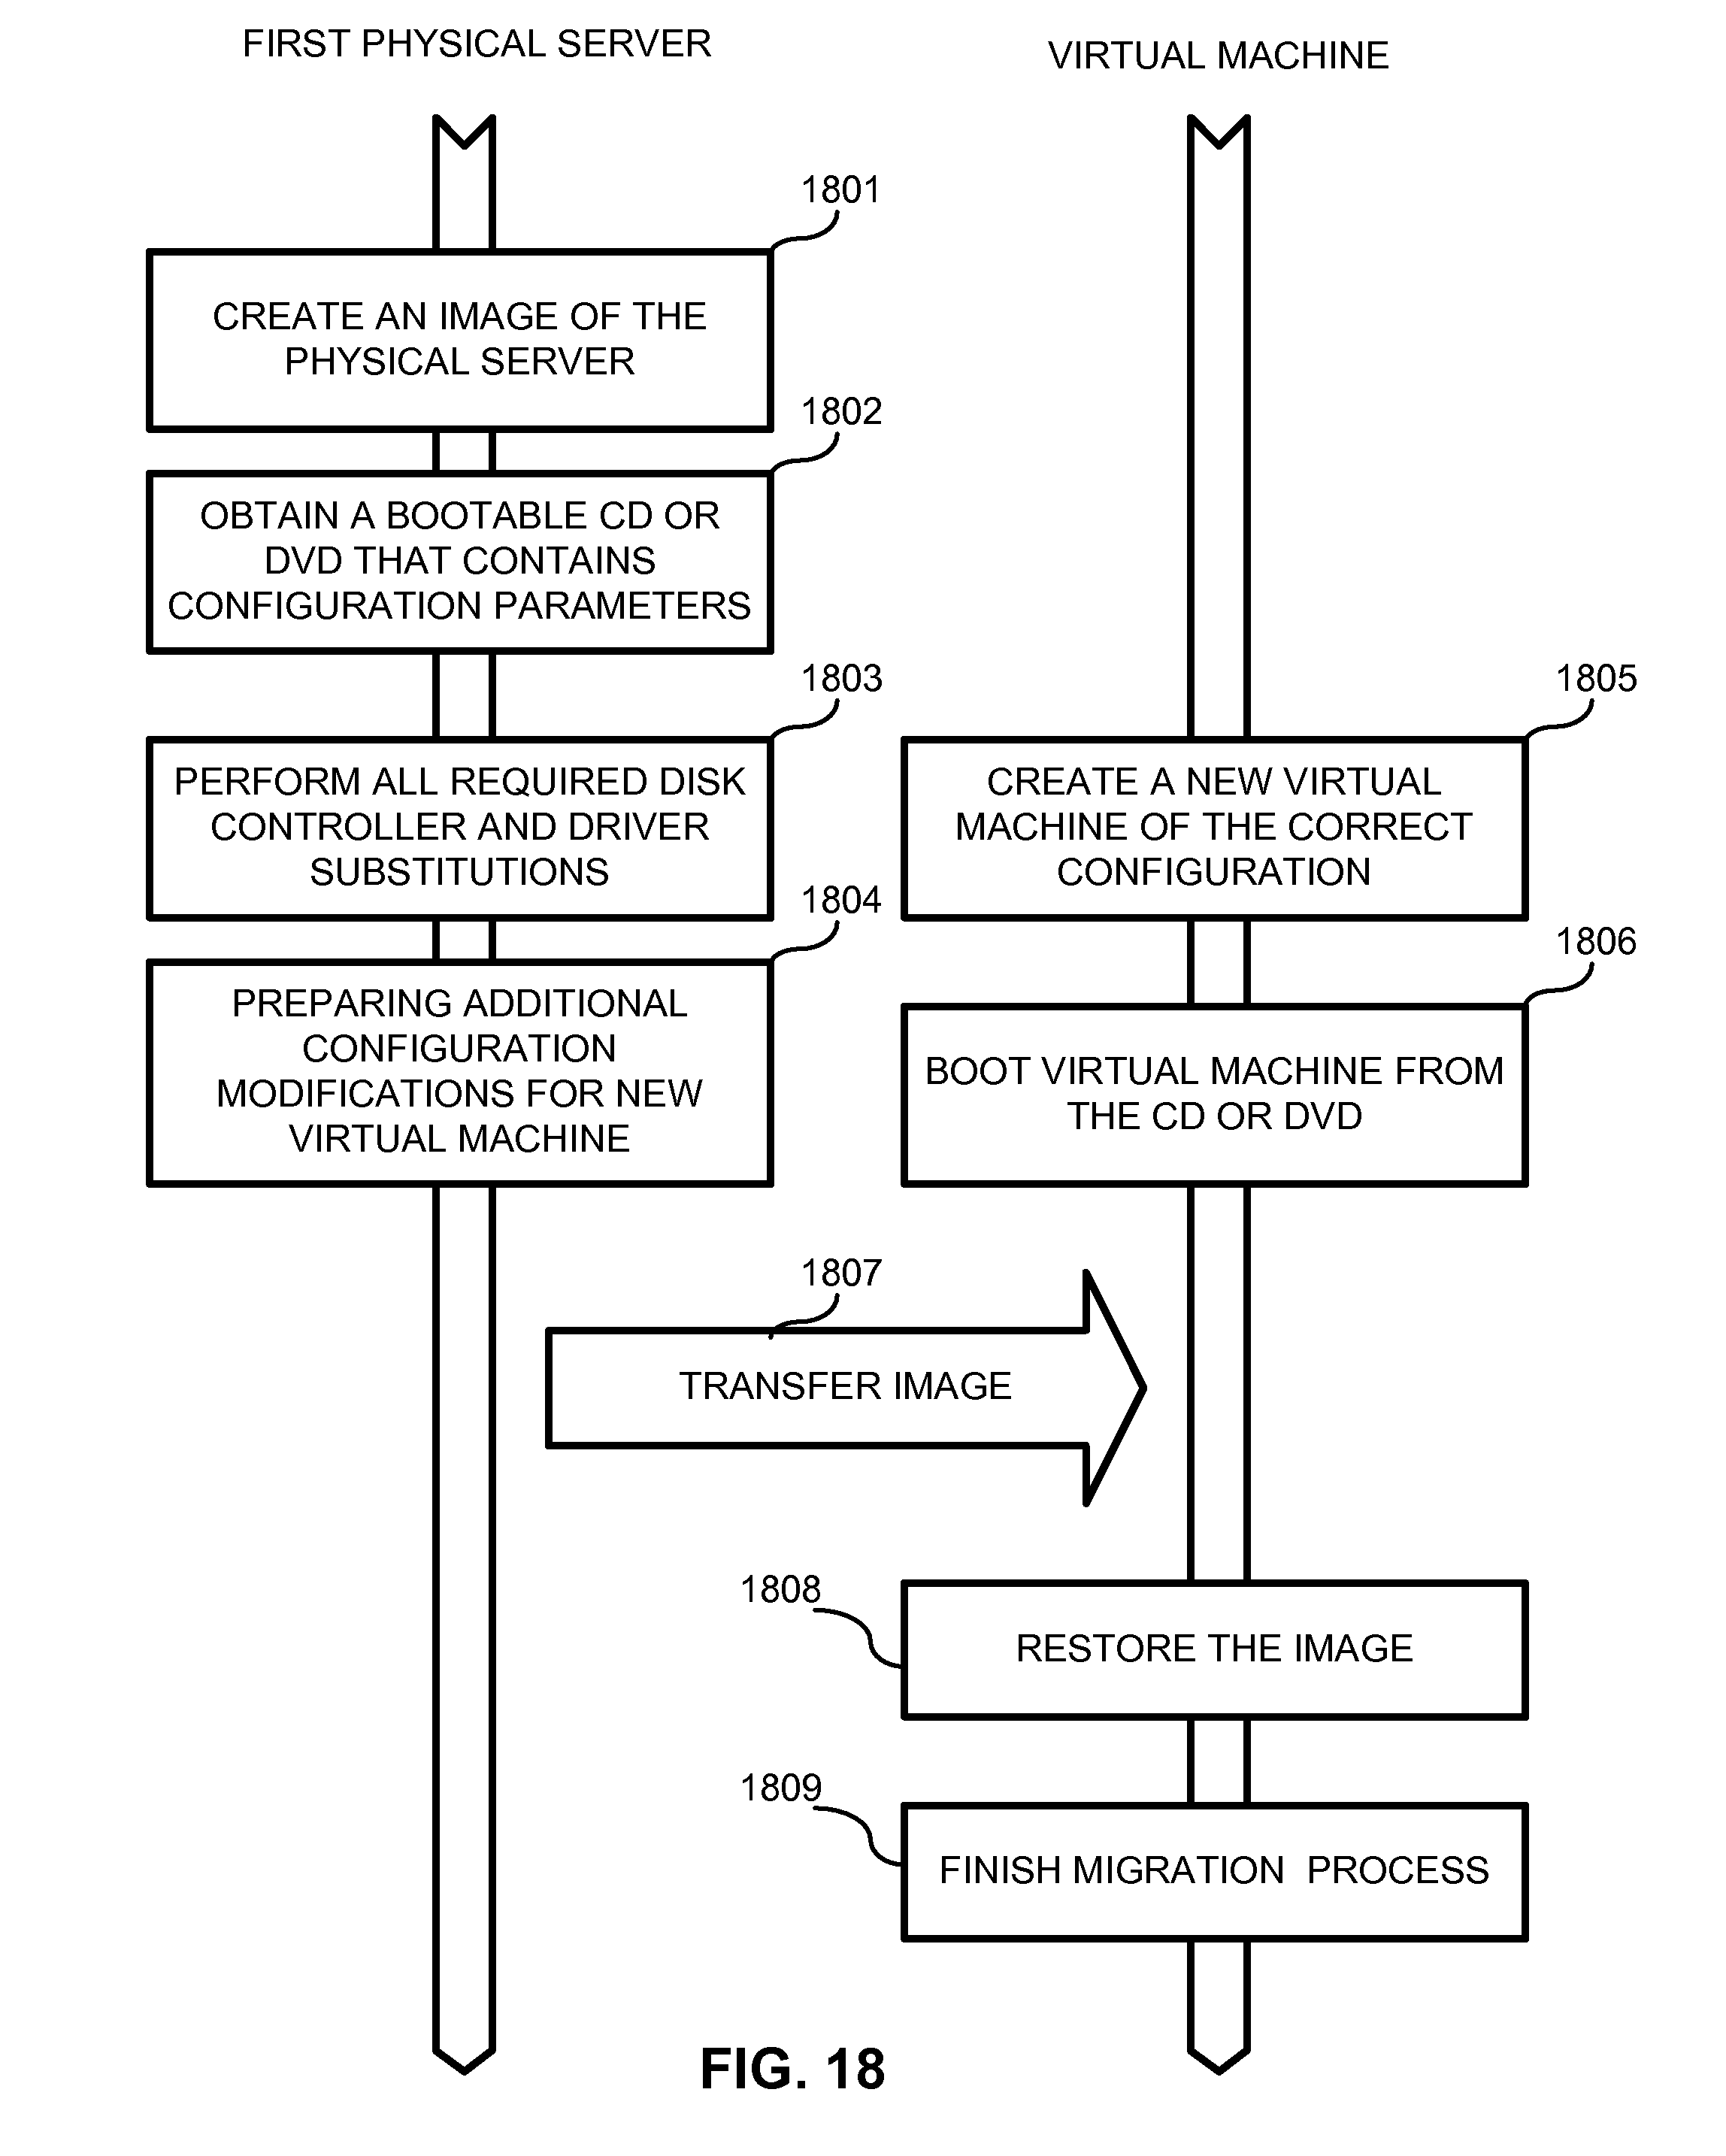 FIRST PHYSICAL SERVER
VIRTUAL MACHINE
1801
CREATE AN IMAGE OF THE
PHYSICAL SERVER
1802
OBTAIN A BOOTABLE CD OR
DVD THAT CONTAINS
CONFIGURATION PARAMETERS
1803
PERFORM ALL REQUIRED DISK
CONTROLLER AND DRIVER
SUBSTITUTIONS
1804
PREPARING ADDITIONAL
CONFIGURATION
MODIFICATIONS FOR NEW
VIRTUAL MACHINE
1805
CREATE A NEW VIRTUAL
MACHINE OF THE CORRECT
CONFIGURATION
1806
BOOT VIRTUAL MACHINE FROM
THE CD OR DVD
1807
TRANSFER IMAGE
1808
RESTORE THE IMAGE
1809
FINISH MIGRATION  PROCESS
FIG. 18